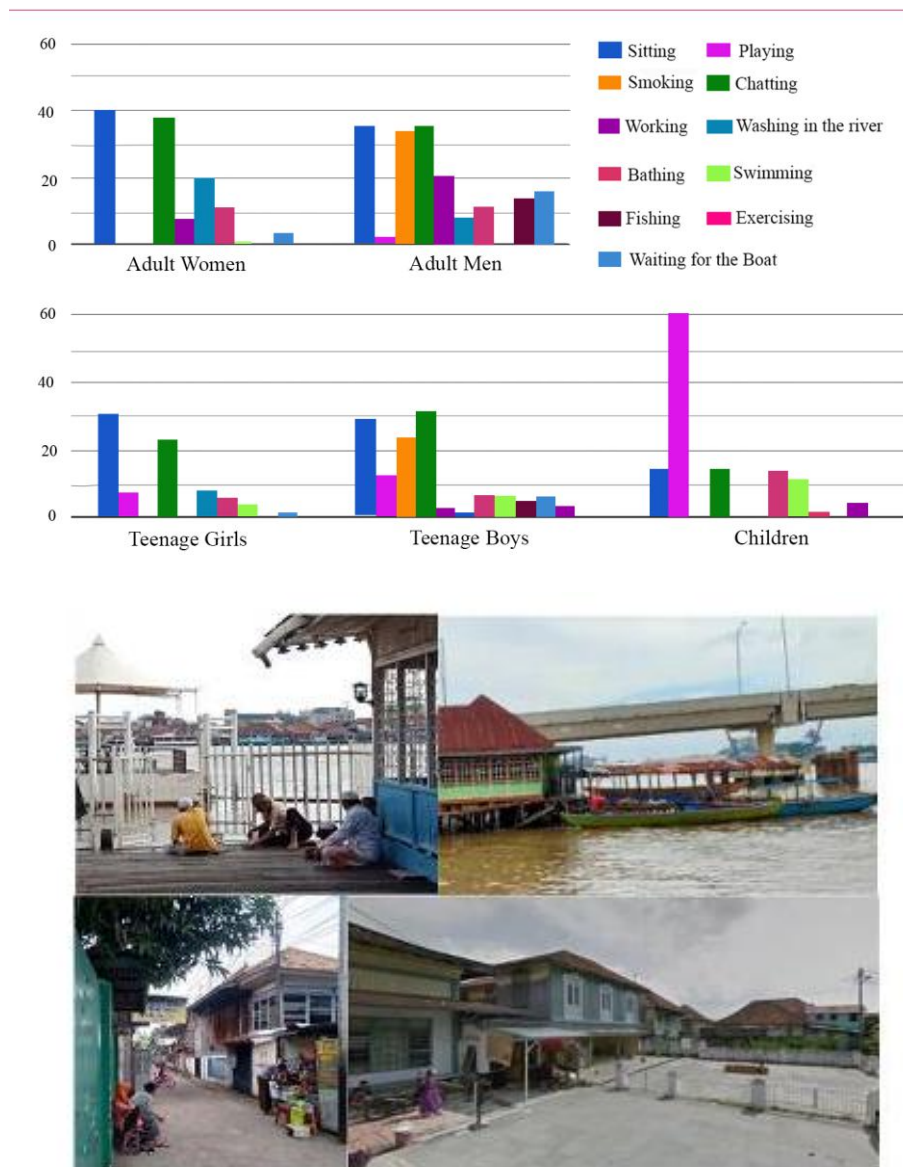 60
40
20
0
Adult Women
Adult Men
Sitting
Playing
Smoking
Chatting
Working
Washing in the river
Bathing
Swimming
Fishing
Exercising
Waiting for the Boat
60
40
20
0
Teenage Girls
Teenage Boys
Children